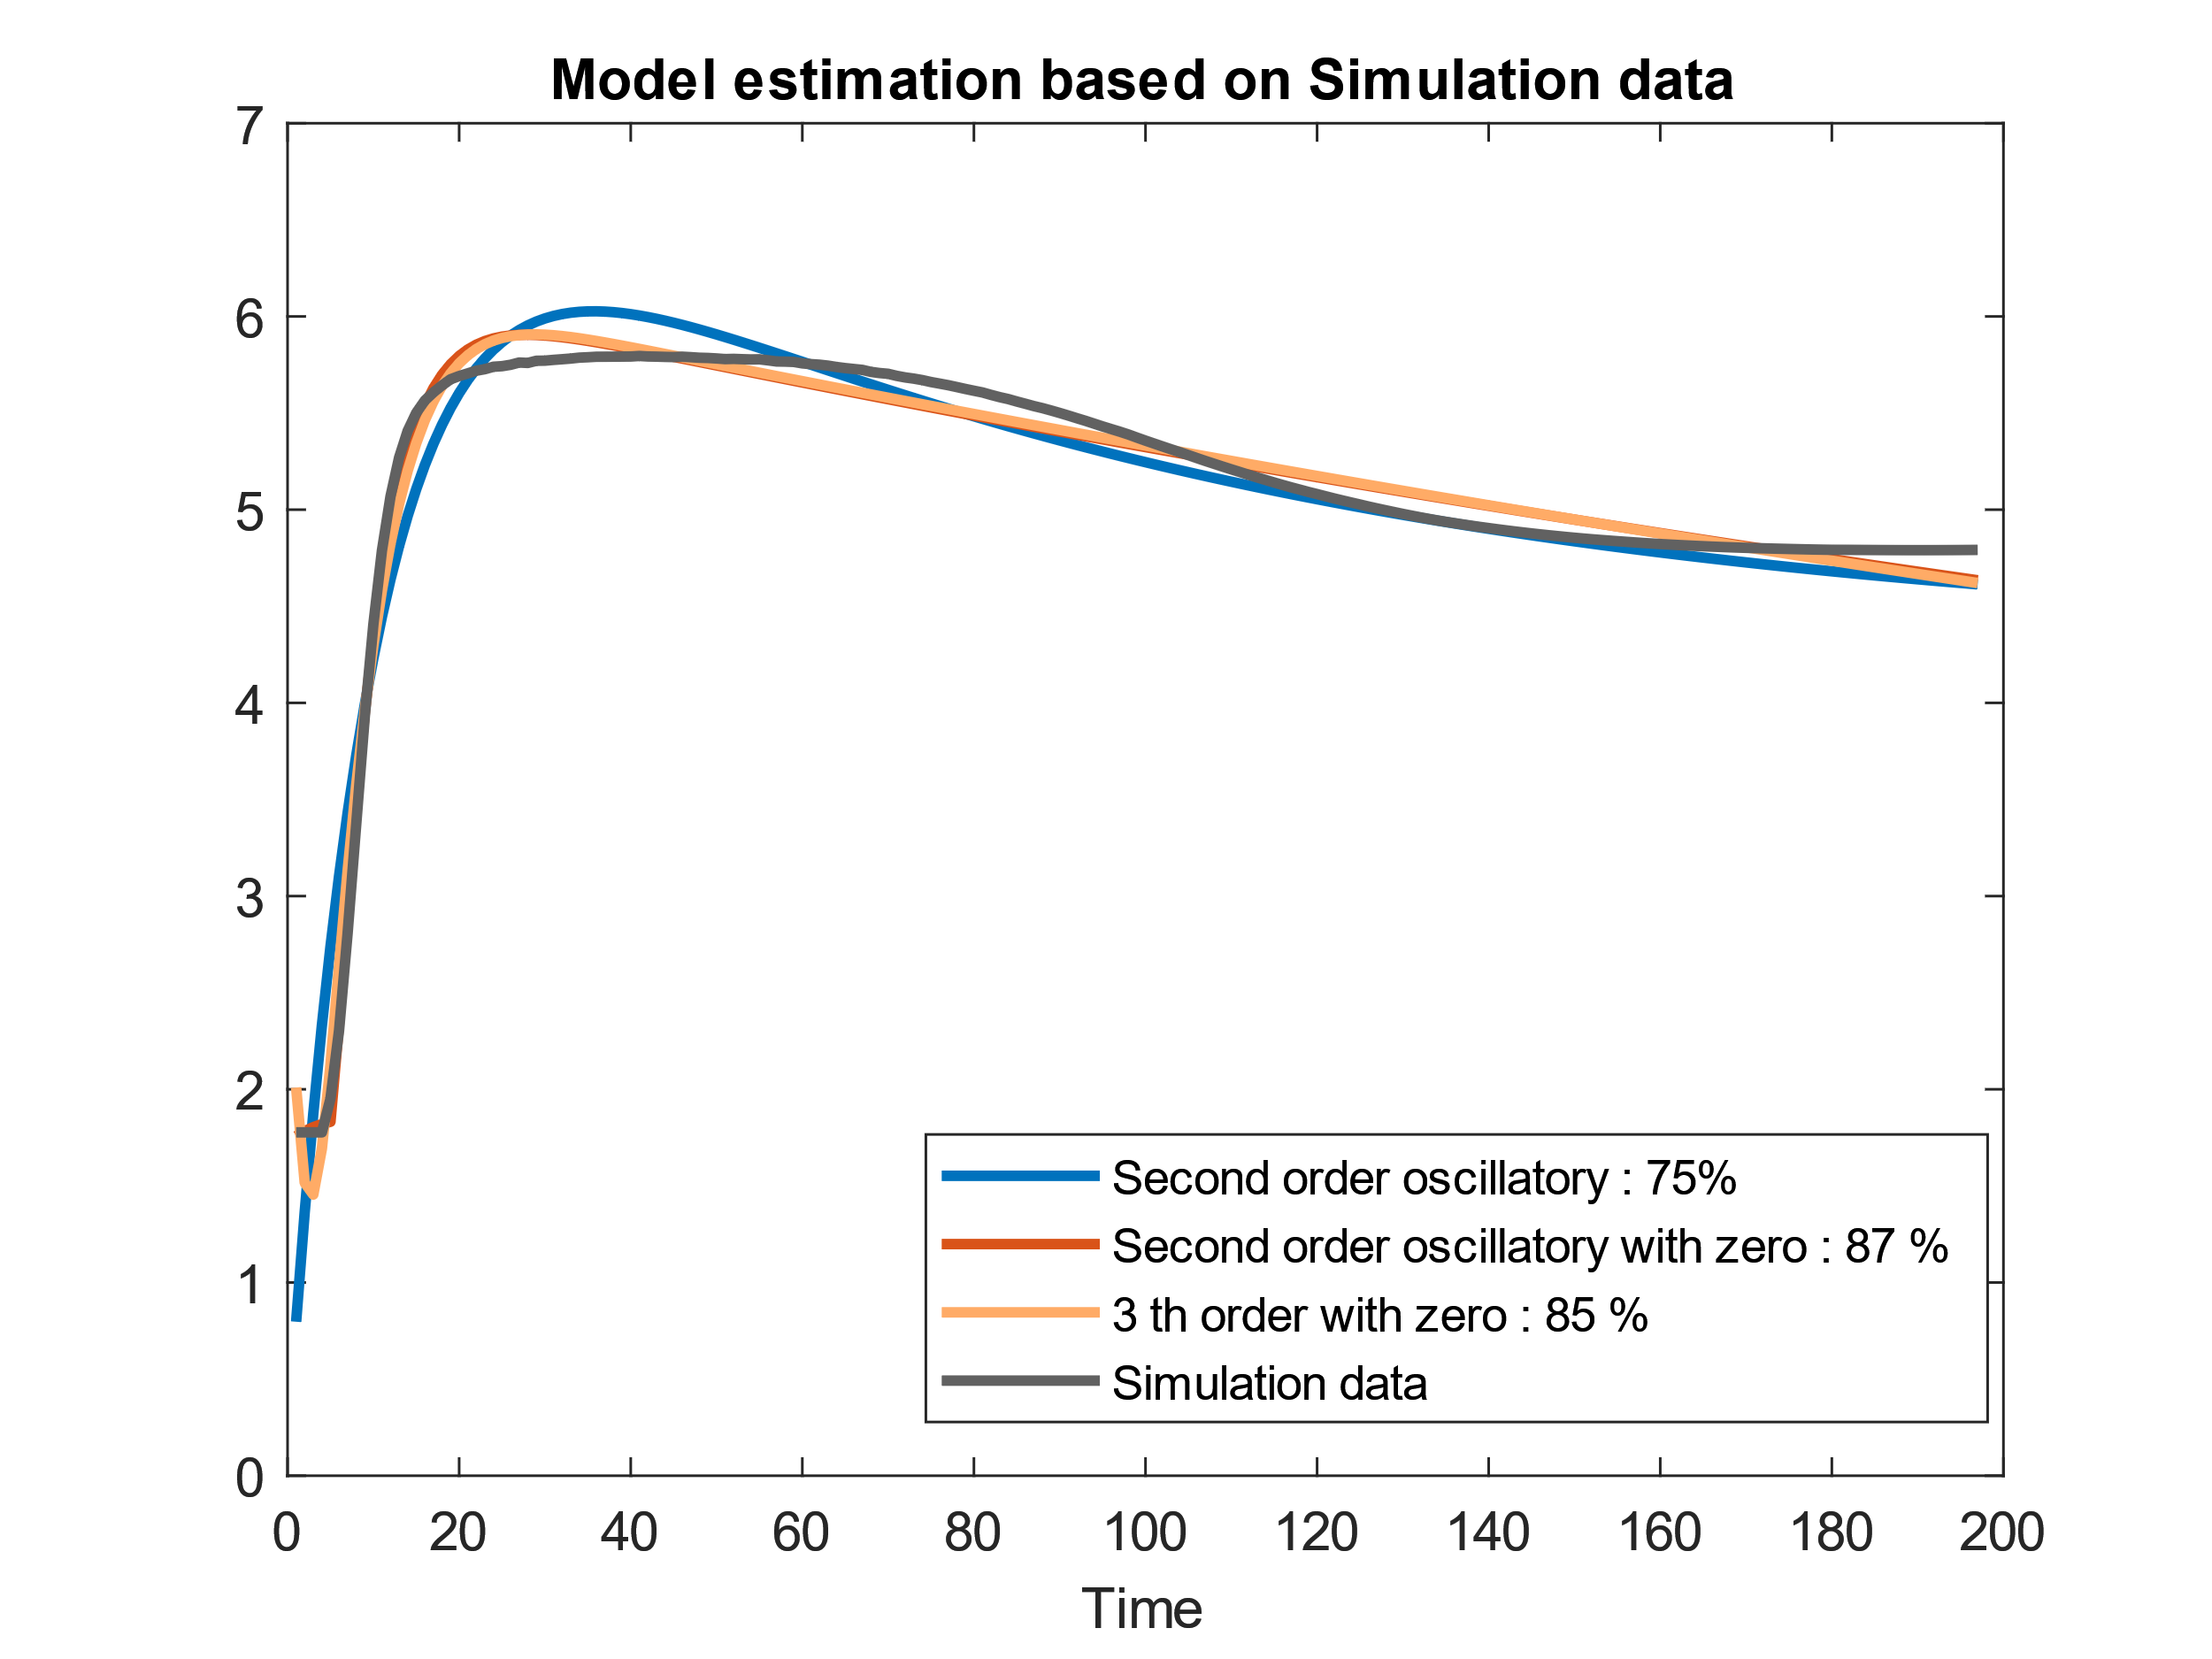 Model estimation based on Simulation data
7
6
5
4
3
2
1
0
Second order oscillatory : 75%
Second order oscillatory with zero : 87 %
3 th order with zero : 85 %
Simulation data
0 20 40 60 80 100 120 140 160 180 200
Time